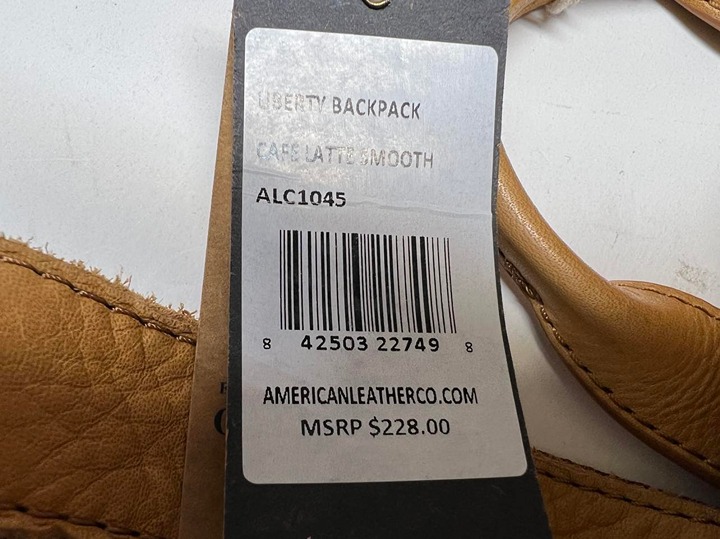 LIBERTY BACKPACK
CAFE LATTE SMOOTH
ALC1045
8 42503 22749 8
AMERICANLEATHERCO.COM
MSRP $228.00